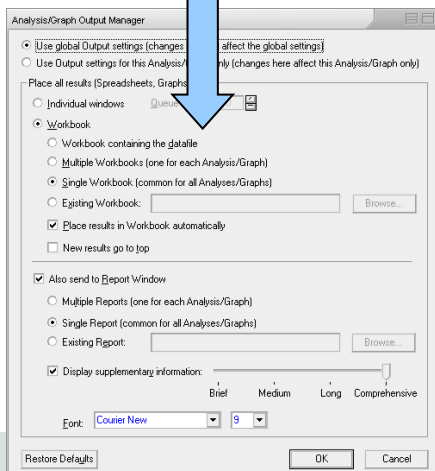 Analysis/Graph Output Manager
Use global Output settings (changes affect the global settings)
Use Output settings for this Analysis/ only (changes here affect this Analysis/Graph only)
Place all results (Spreadsheets, Graphs
Individual windows Queue
Workbook
Workbook containing the datafile
Multiple Workbooks (one for each Analysis/Graph)
Single Workbook (common for all Analyses/Graphs)
Existing Workbook: Browse...
Place results in Workbook automatically
New results go to top
Also send to Report Window
Multiple Reports (one for each Analysis/Graph)
Single Report (common for all Analyses/Graphs)
Existing Report: Browse...
Display supplementary information:
Brief Medium Long Comprehensive
Font: Courier New 9
Restore Defaults OK Cancel